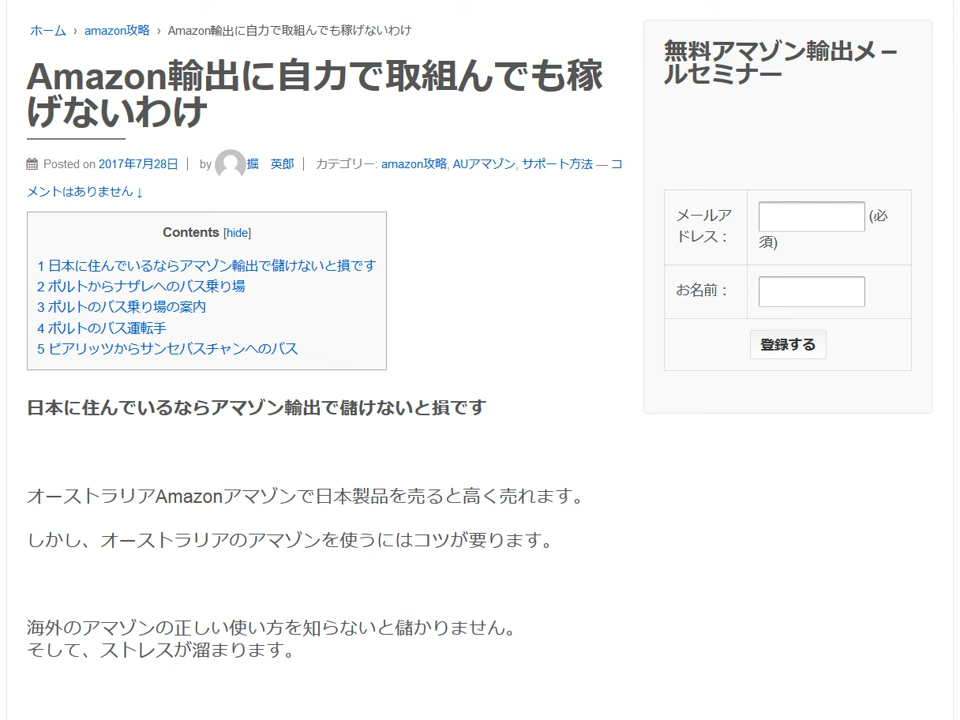 ホーム › amazon攻略 › Amazon輸出に自力で取組んでも稼げないわけ
Amazon輸出に自力で取組んでも稼
げないわけ
Posted on 2017年7月28日 | by 掘 英郎 | カテゴリー: amazon攻略, AUアマゾン, サポート方法 — コ
メントはありません ↓
Contents [hide]
1 日本に住んでいるならアマゾン輸出で儲けないと損です
2 ポルトからナザレへのバス乗り場
3 ポルトのバス乗り場の案内
4 ポルトのバス運転手
5 ビアリッツからサンセバスチャンへのバス
日本に住んでいるならアマゾン輸出で儲けないと損です
オーストラリアAmazonアマゾンで日本製品を売ると高く売れます。
しかし、オーストラリアのアマゾンを使うにはコツが要ります。
海外のアマゾンの正しい使い方を知らないと儲かりません。
そして、ストレスが溜まります。
無料アマゾン輸出メー
ルセミナー
メールア
ドレス：
(必
須)
お名前：
登録する